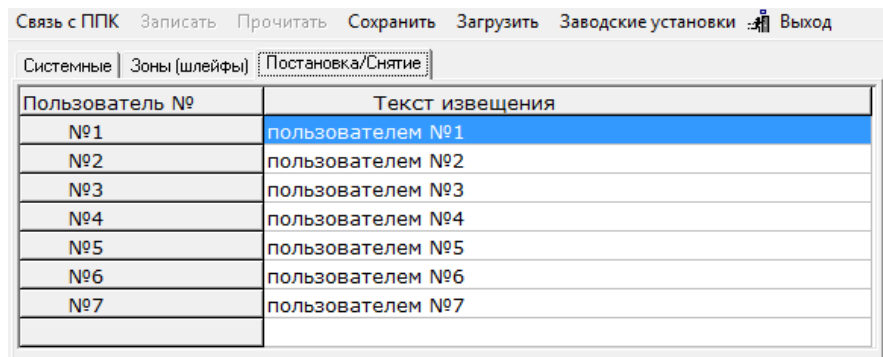 Связь с ППК Записать Прочитать Сохранить Загрузить Заводские установки Выход
Системные Зоны (шлейфы) Постановка/Снятие
Пользователь № Текст извещения
№1 пользователем №1
№2 пользователем №2
№3 пользователем №3
№4 пользователем №4
№5 пользователем №5
№6 пользователем №6
№7 пользователем №7